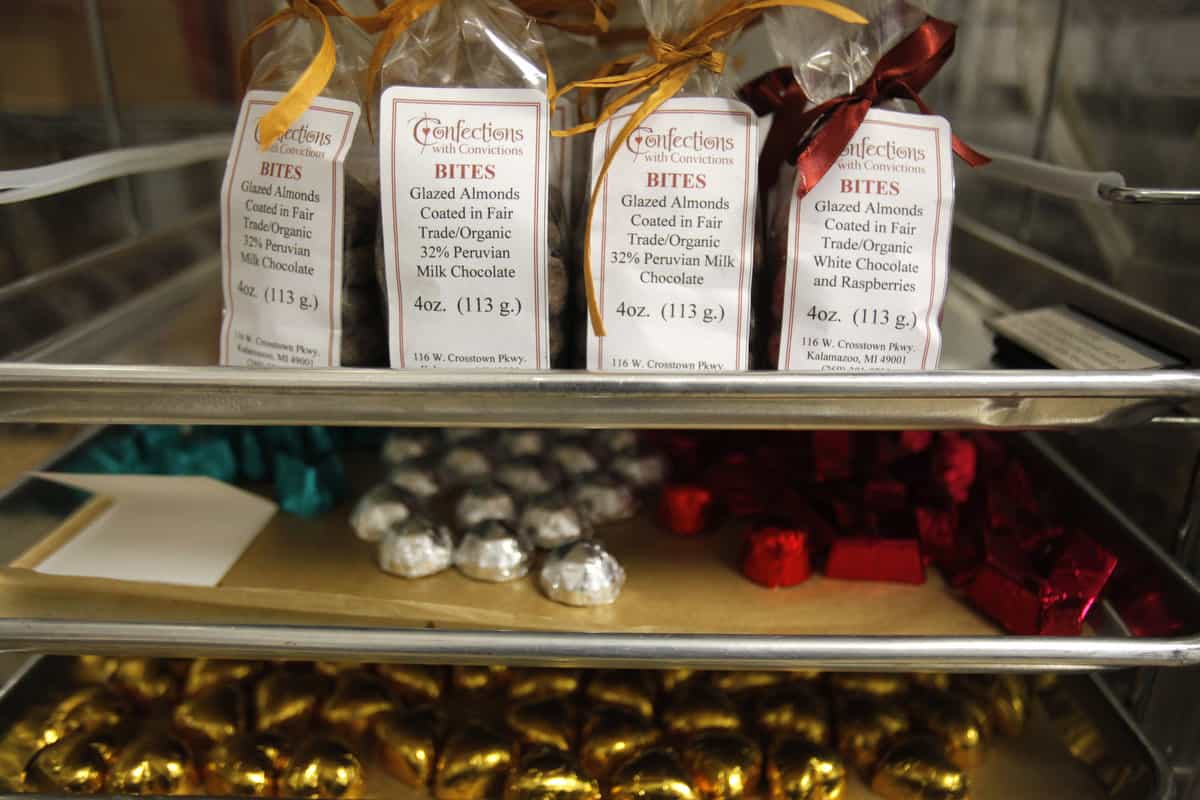 Confections
with Convictions
BITES
Glazed Almonds
Coated in Fair
Trade/Organic
32% Peruvian
Milk Chocolate
4oz. (113 g.)
116 W. Crosstown Pkwy.
Kalamazoo, MI 49001
Confections
with Convictions
BITES
Glazed Almonds
Coated in Fair
Trade/Organic
32% Peruvian
Milk Chocolate
4oz. (113 g.)
116 W. Crosstown Pkwy.
Confections
with Convictions
BITES
Glazed Almonds
Coated in Fair
Trade/Organic
32% Peruvian Milk
Chocolate
4oz. (113 g.)
116 W. Crosstown Pkwy.
Confections
with Convictions
BITES
Glazed Almonds
Coated in Fair
Trade/Organic
White Chocolate
and Raspberries
4oz. (113 g.)
116 W. Crosstown Pkwy.
Kalamazoo, MI 49001